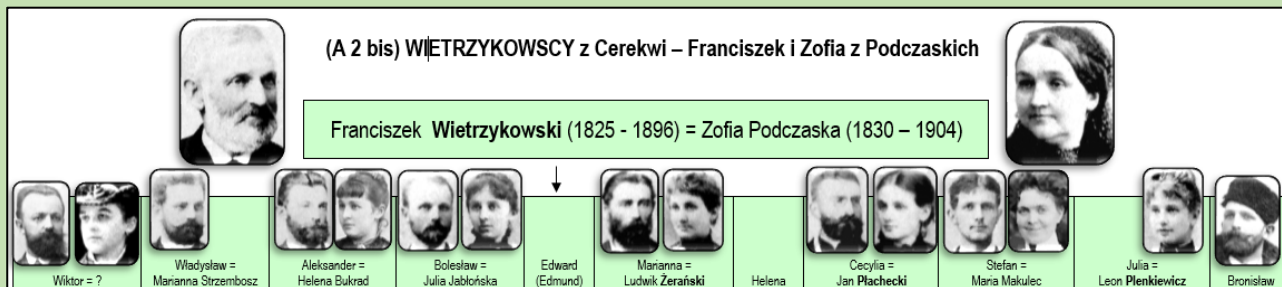 (A 2 bis) WIETRZYKOWSCY z Cerekwi – Franciszek i Zofia z Podczaskich
Franciszek Wietrzykowski (1825 - 1896) = Zofia Podczaska (1830 – 1904)
Wiktor = ?
Władysław =
Marianna Strzembosz
Aleksander =
Helena Bukrad
Bolesław =
Julia Jabłońska
Edward
(Edmund)
Marianna =
Ludwik Żerański
Helena
Cecylia =
Jan Płachecki
Stefan =
Maria Makulec
Julia =
Leon Plenkiewicz
Bronisław